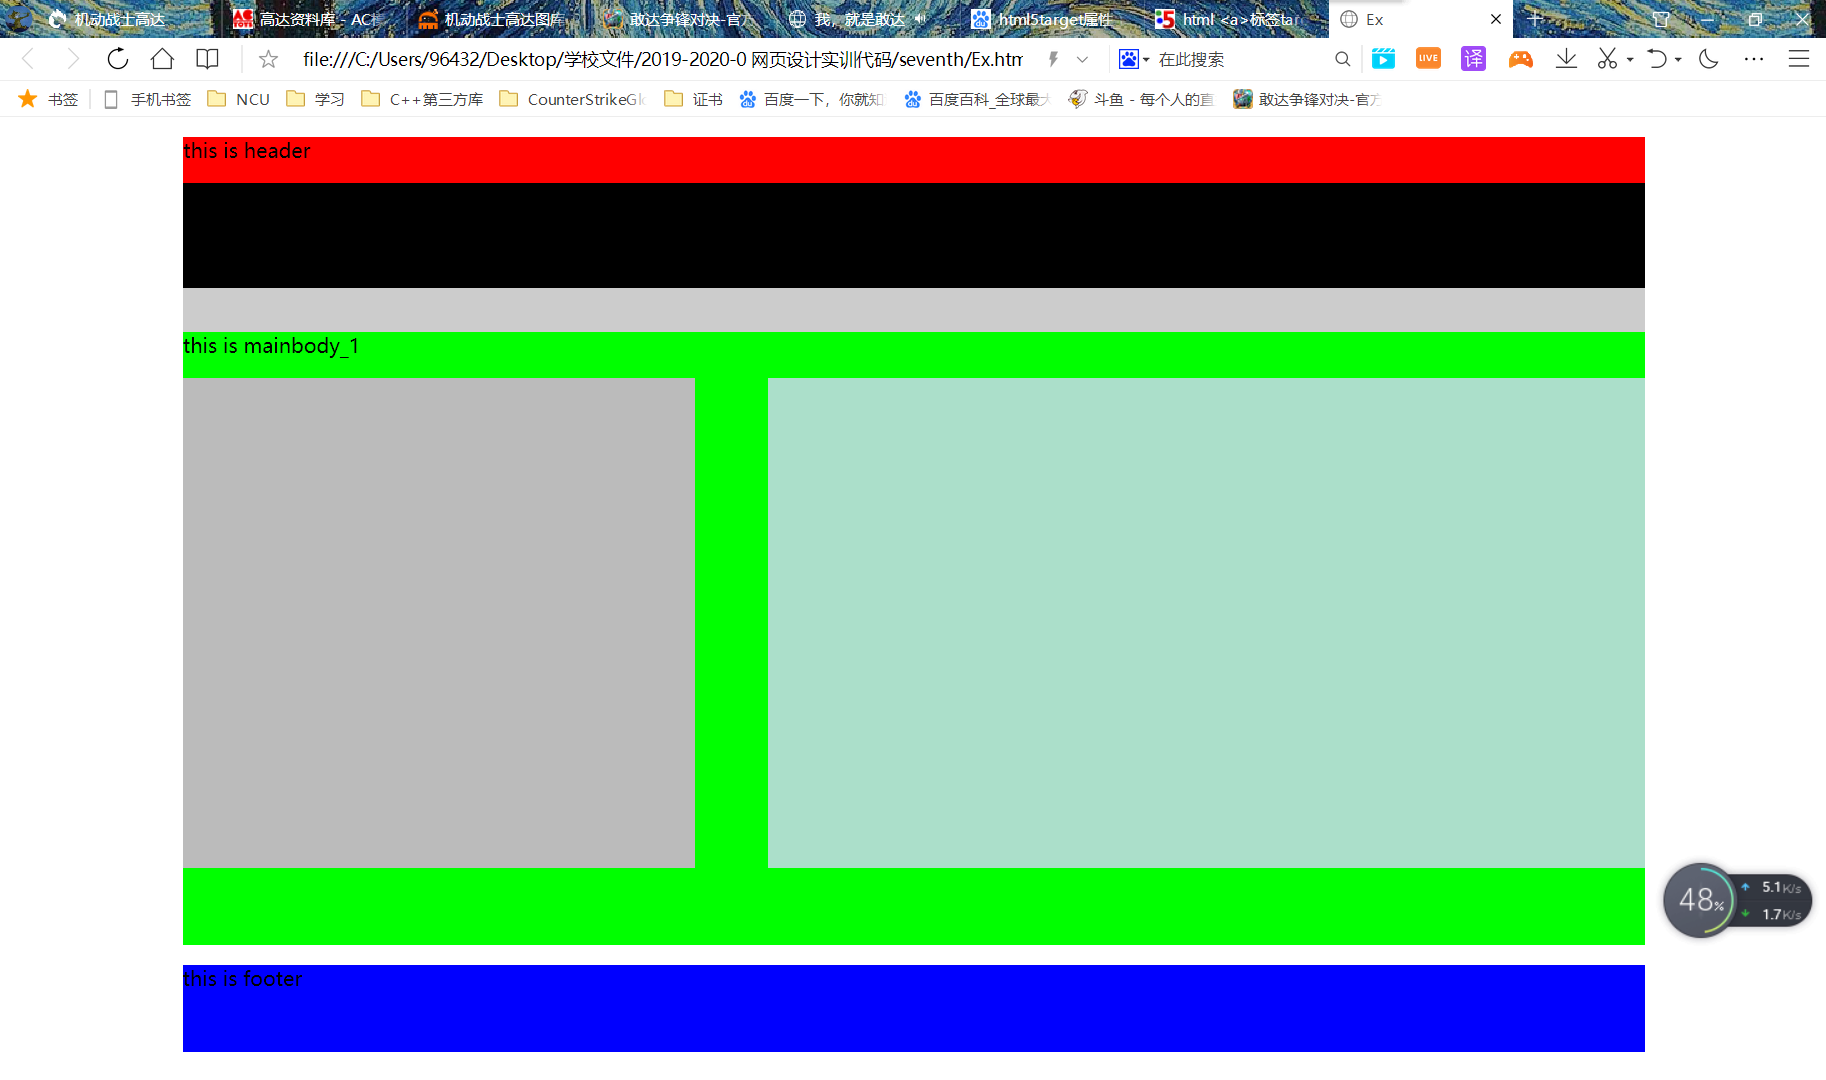 机动战士高达 高达资料库 - AC 机动战士高达图库 敢达争锋对决-官方 我，就是敢达 html5target属性 html <a>标签tar Ex
file:///C:/Users/96432/Desktop/学校文件/2019-2020-0 网页设计实训代码/seventh/Ex.htm 在此搜索 LIVE 译
书签 手机书签 NCU 学习 C++第三方库 CounterStrikeGl 证书 百度一下，你就知 百度百科_全球最大 斗鱼 - 每个人的直 敢达争锋对决-官方
this is header
this is mainbody_1
48% 5.1K/s
1.7K/s
this is footer